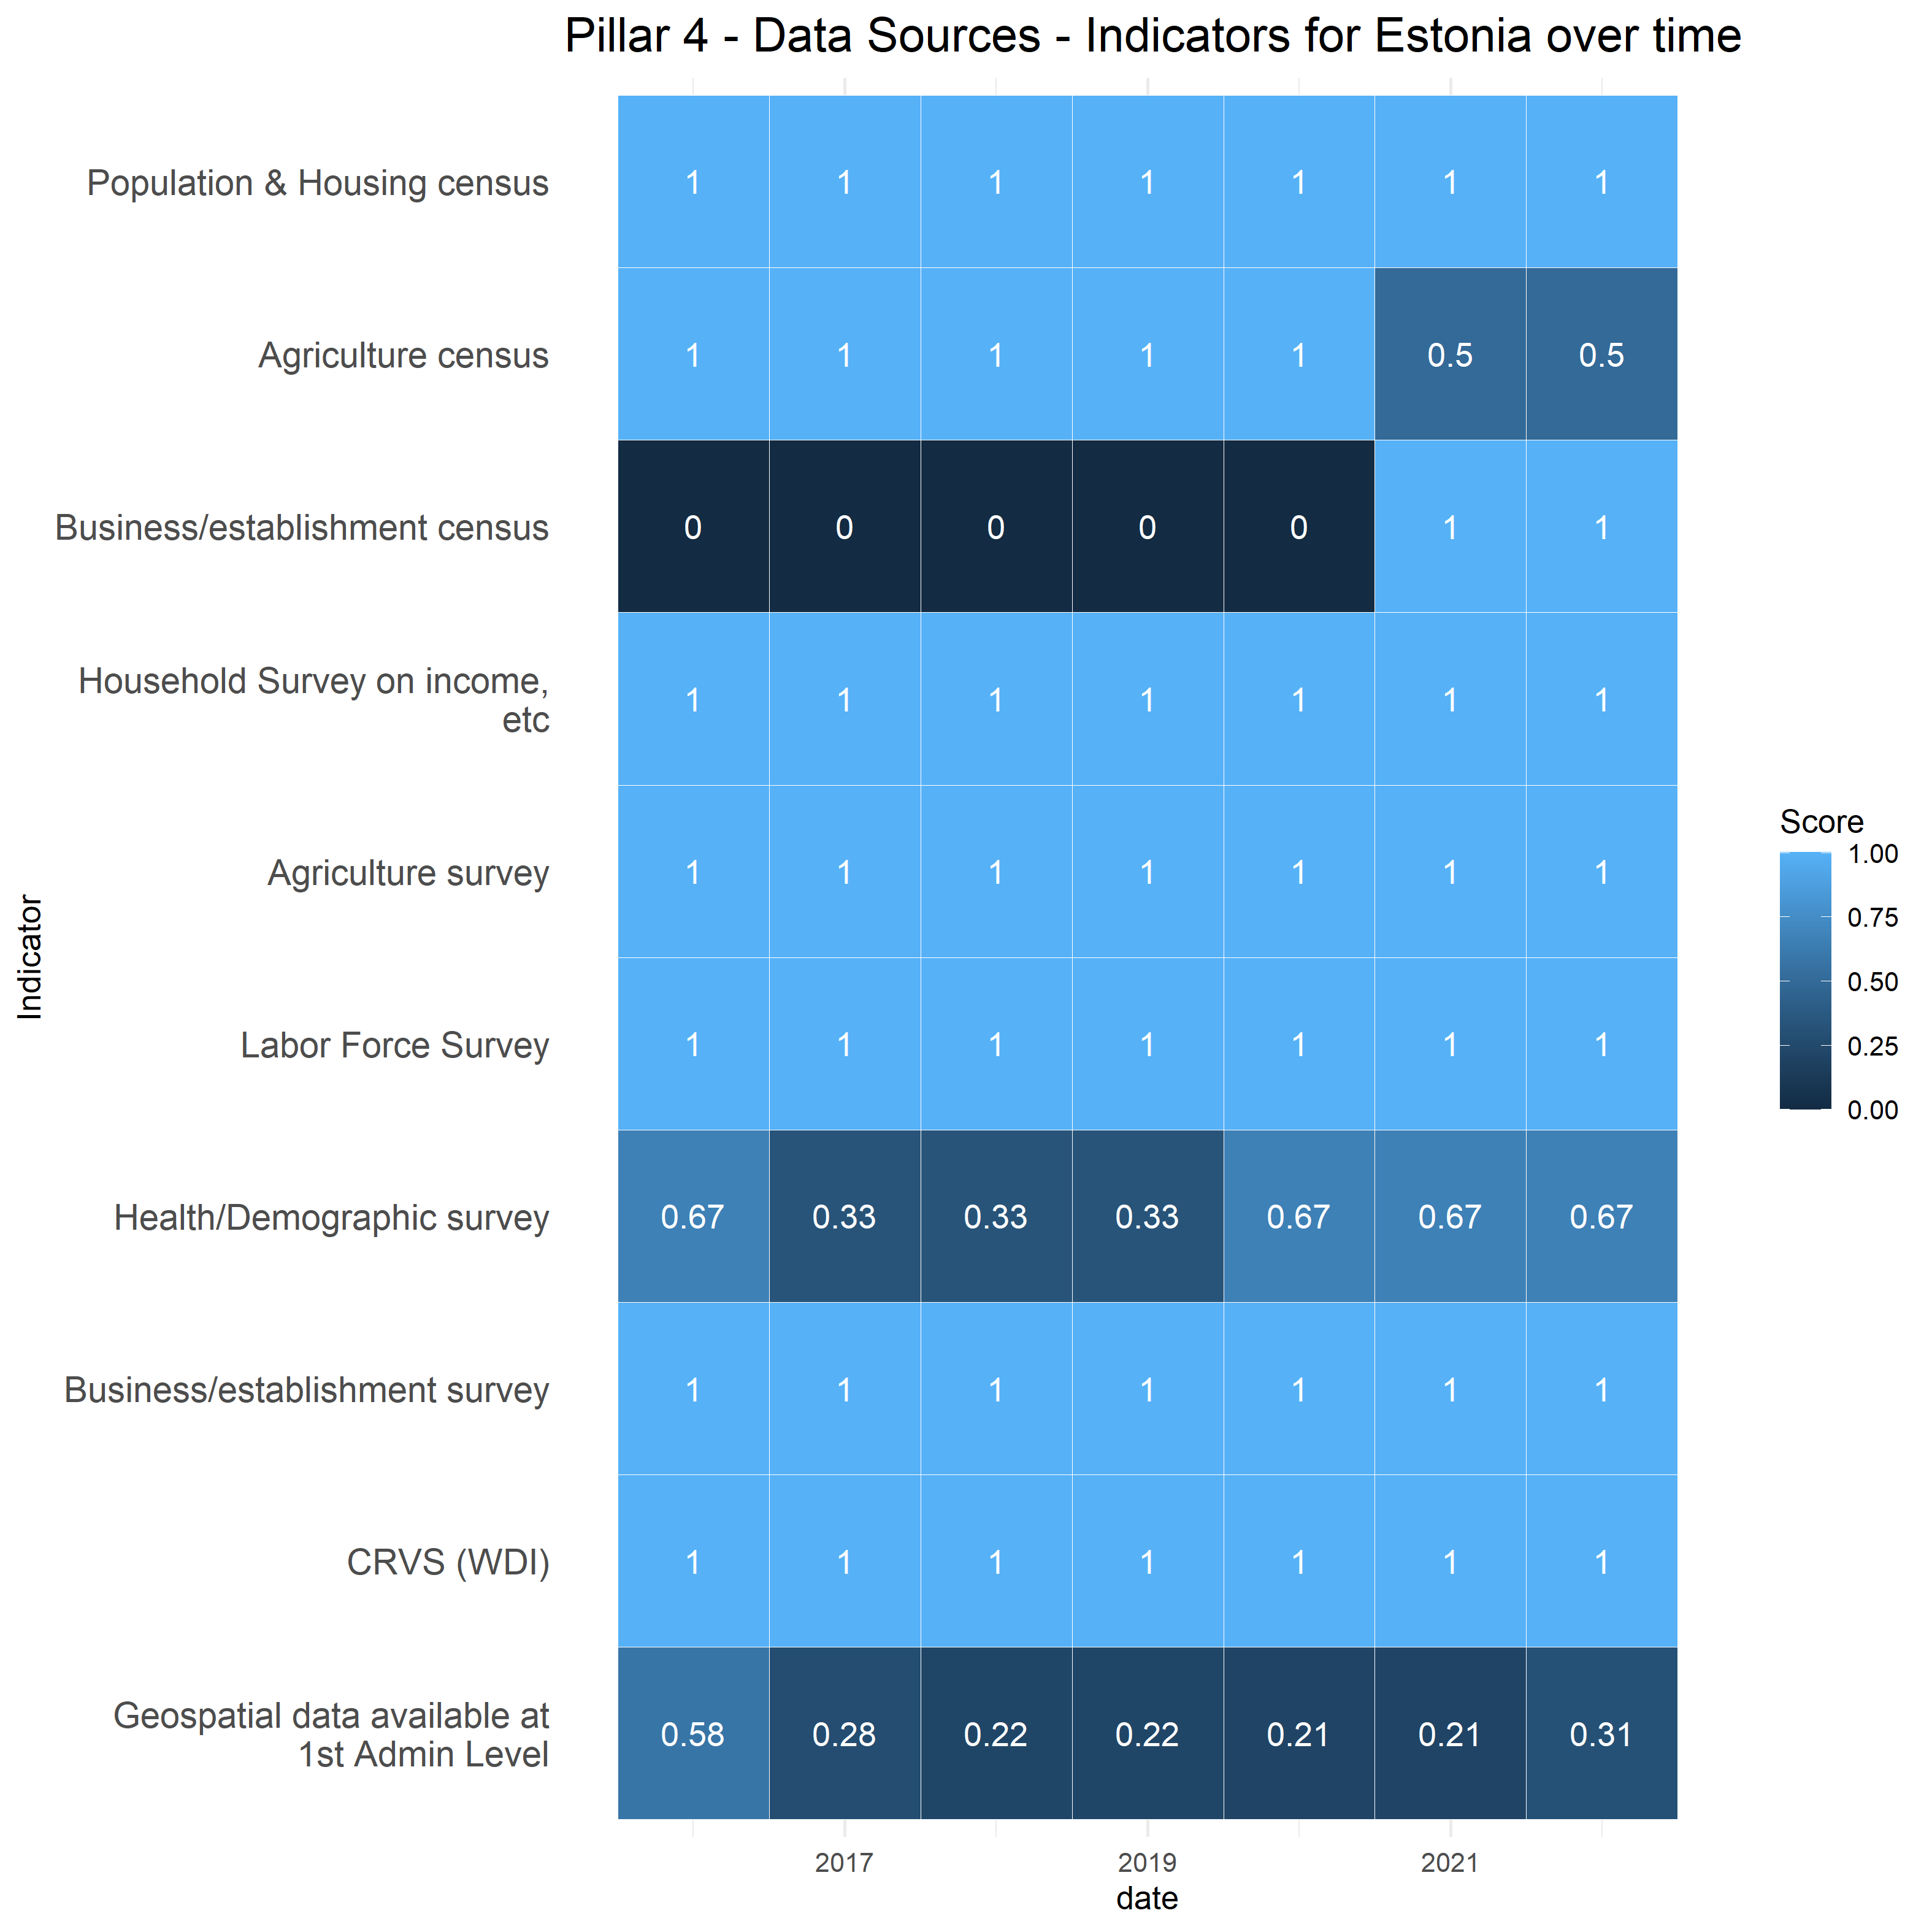 Pillar 4 - Data Sources - Indicators for Estonia over time
Population & Housing census
1 1 1 1 1 1 1
Agriculture census
1 1 1 1 1 0.5 0.5
Business/establishment census
0 0 0 0 0 1 1
Household Survey on income,
etc
1 1 1 1 1 1 1
Agriculture survey
1 1 1 1 1 1 1
Labor Force Survey
1 1 1 1 1 1 1
Health/Demographic survey
0.67 0.33 0.33 0.33 0.67 0.67 0.67
Business/establishment survey
1 1 1 1 1 1 1
CRVS (WDI)
1 1 1 1 1 1 1
Geospatial data available at
1st Admin Level
0.58 0.28 0.22 0.22 0.21 0.21 0.31
2017 2019 2021
date
Indicator
Score
1.00
0.75
0.50
0.25
0.00